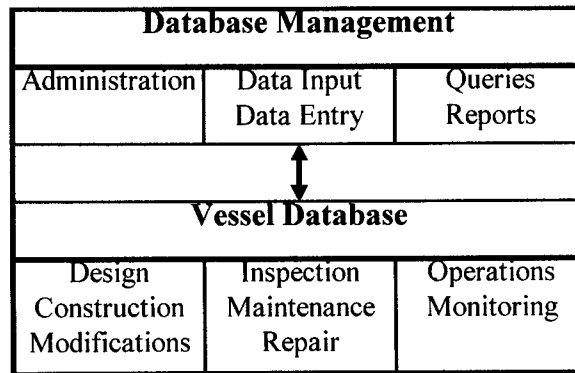 Database Management
Administration
Data Input
Data Entry
Queries
Reports
Vessel Database
Design
Construction
Modifications
Inspection
Maintenance
Repair
Operations
Monitoring